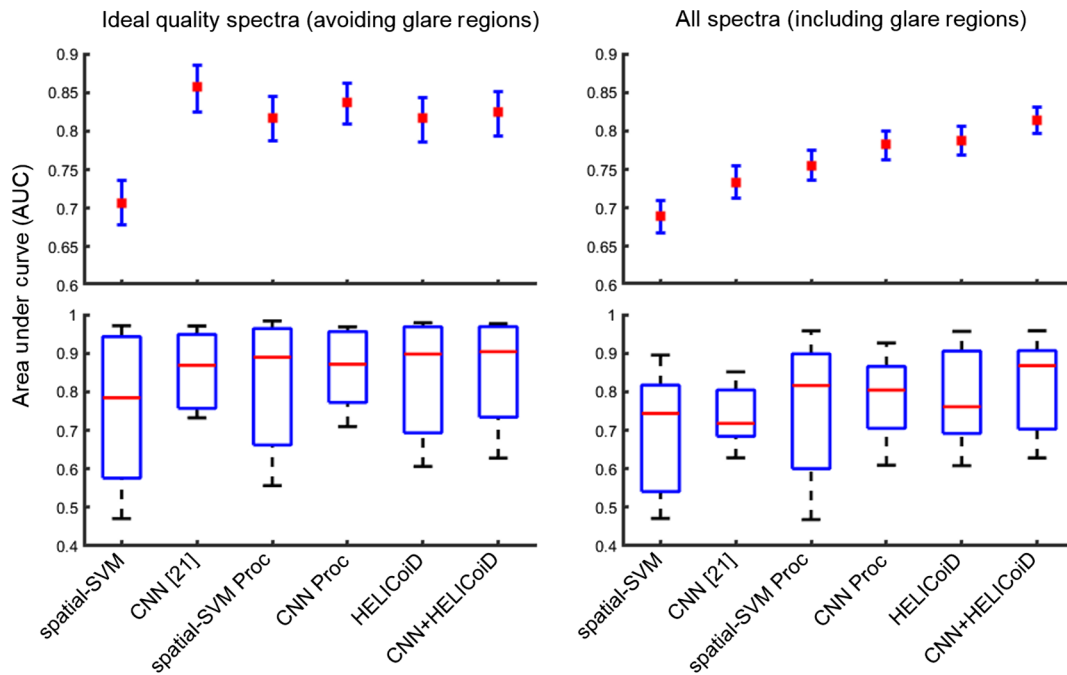 Ideal quality spectra (avoiding glare regions)
All spectra (including glare regions)
Area under curve (AUC)
0.9
0.85
0.8
0.75
0.7
0.65
0.6
0.9
0.85
0.8
0.75
0.7
0.65
0.6
1
0.9
0.8
0.7
0.6
0.5
0.4
1
0.9
0.8
0.7
0.6
0.5
0.4
spatial-SVM
CNN [21]
spatial-SVM Proc
CNN Proc
HELICoiD
CNN+HELICoiD
spatial-SVM
CNN [21]
spatial-SVM Proc
CNN Proc
HELICoiD
CNN+HELICoiD